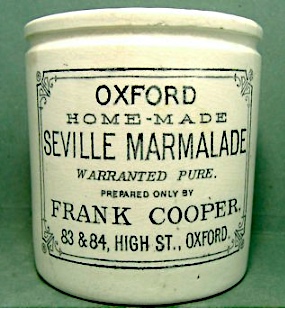 OXFORD
HOME-MADE
SEVILLE MARMALADE
WARRANTED PURE.
PREPARED ONLY BY
FRANK COOPER,
83 & 84, HIGH ST., OXFORD.